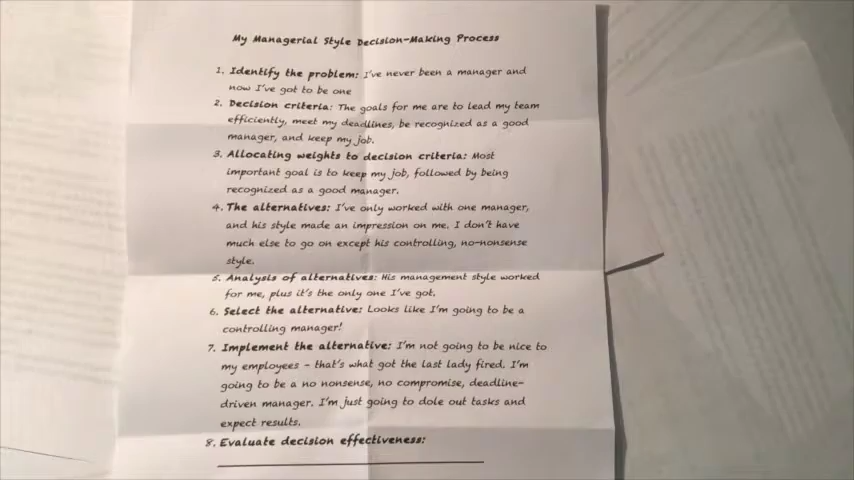 My Managerial Style Decision-Making Process
1. Identify the problem: I've never been a manager and
now I've got to be one
2. Decision criteria: The goals for me are to lead my team
efficiently, meet my deadlines, be recognized as a good
manager, and keep my job.
3. Allocating weights to decision criteria: Most
important goal is to keep my job, followed by being
recognized as a good manager.
4. The alternatives: I've only worked with one manager,
and his style made an impression on me. I don't have
much else to go on except his controlling, no-nonsense
style.
5. Analysis of alternatives: His management style worked
for me, plus it's the only one I've got.
6. Select the alternative: Looks like I'm going to be a
controlling manager!
7. Implement the alternative: I'm not going to be nice to
my employees – that's what got the last lady fired. I'm
going to be a no nonsense, no compromise, deadline-
driven manager. I'm just going to dole out tasks and
expect results.
8. Evaluate decision effectiveness: